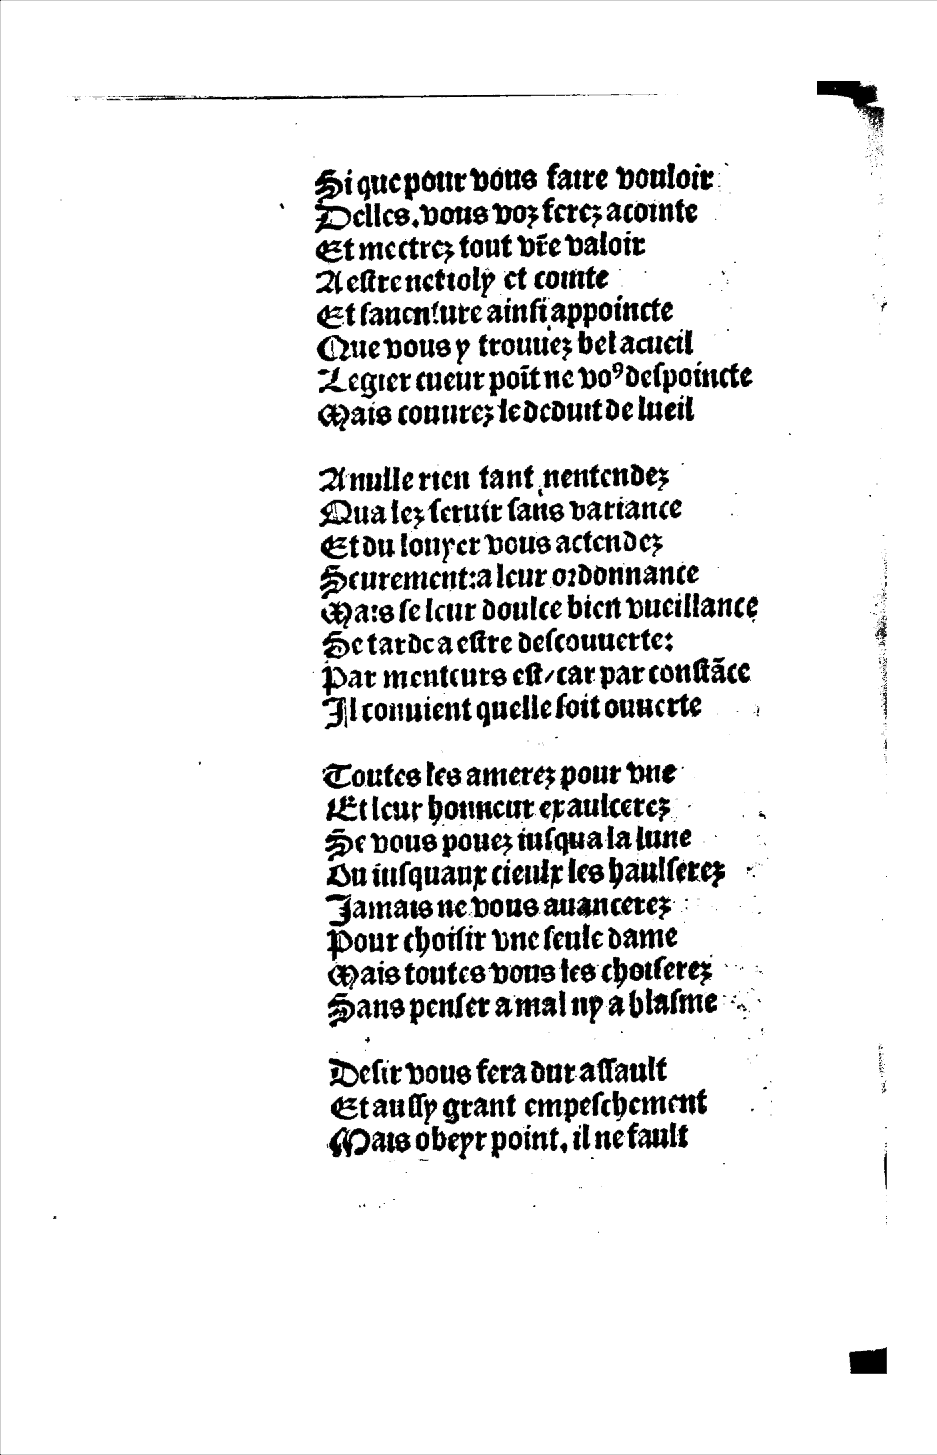 Si que pour vous faire vouloir
Delles. vous voz ferez acointe
Et mectrez tout vr̃e valoir
A estre net ioly et cointe
Et sauenture ainsi appoincte
Que vous y trouuez bel acueil
Legier cueur poit̃ ne voꝰ despoincte
Mais couurez le deduit de lueil

A nulle rien tant nentendez
Qua lez seruir sans variance
Et du louyer vous actendez
Seurement: a leur ordonnance
Mais se leur doulce bien vueillance
Se tarde a estre descouuerte:
Par menteurs est/ car par constãce
Il conuient quelle soit ouuerte

Toutes les amerez pour vne
Et leur honneur exaulcerez
Se vous pouez iusqua la lune
Ou iusquaux cieulx les haulserez
Jamais ne vous auancerez
Pour choisir vne seule dame
Mais toutes vous les choiserez
Sans penser a mal ny a blasme

Desir vous fera dur assault
Et aussy grant empeschement
Mais obeyr point. il ne fault